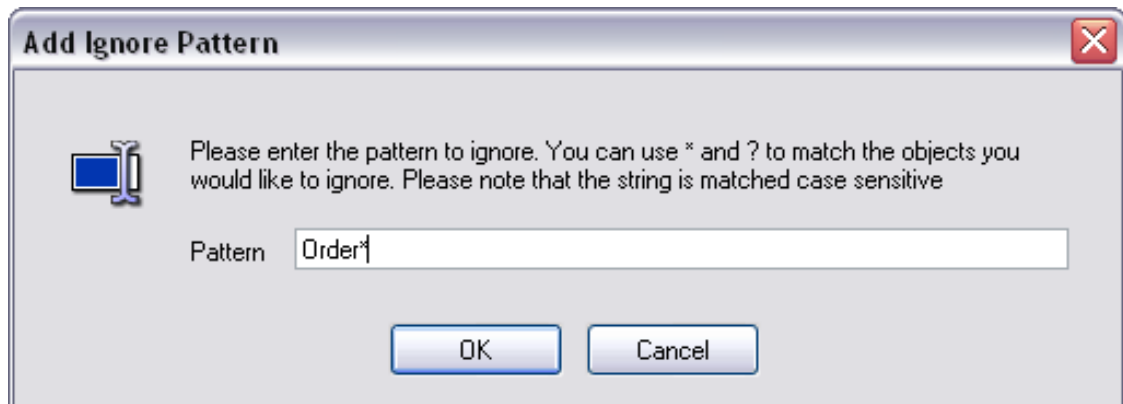 Add Ignore Pattern
Please enter the pattern to ignore. You can use * and ? to match the objects you
would like to ignore. Please note that the string is matched case sensitive
Pattern Order*
OK Cancel